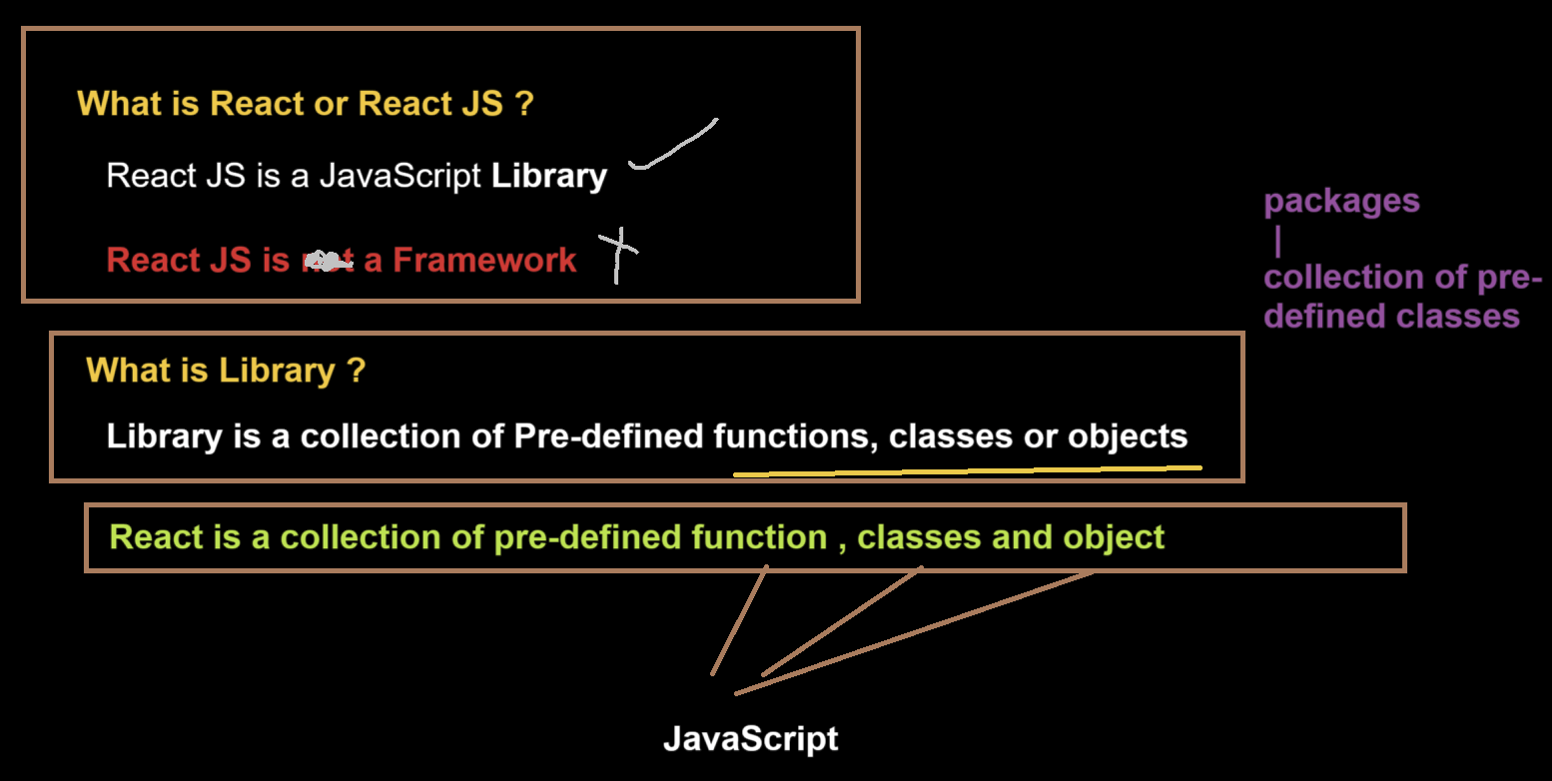 What is React or React JS ?
React JS is a JavaScript Library
React JS is a Framework
packages
|
collection of pre-
defined classes
What is Library ?
Library is a collection of Pre-defined functions, classes or objects
React is a collection of pre-defined function , classes and object
JavaScript